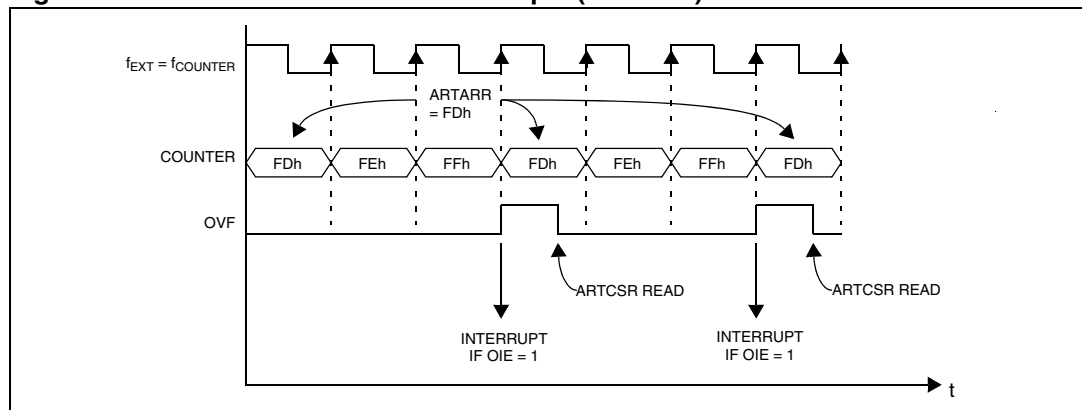 fEXT = fCOUNTER
ARTARR
= FDh
COUNTER
FDh FEh FFh FDh FEh FFh FDh
OVF
ARTCSR READ ARTCSR READ
INTERRUPT INTERRUPT
IF OIE = 1 IF OIE = 1
t